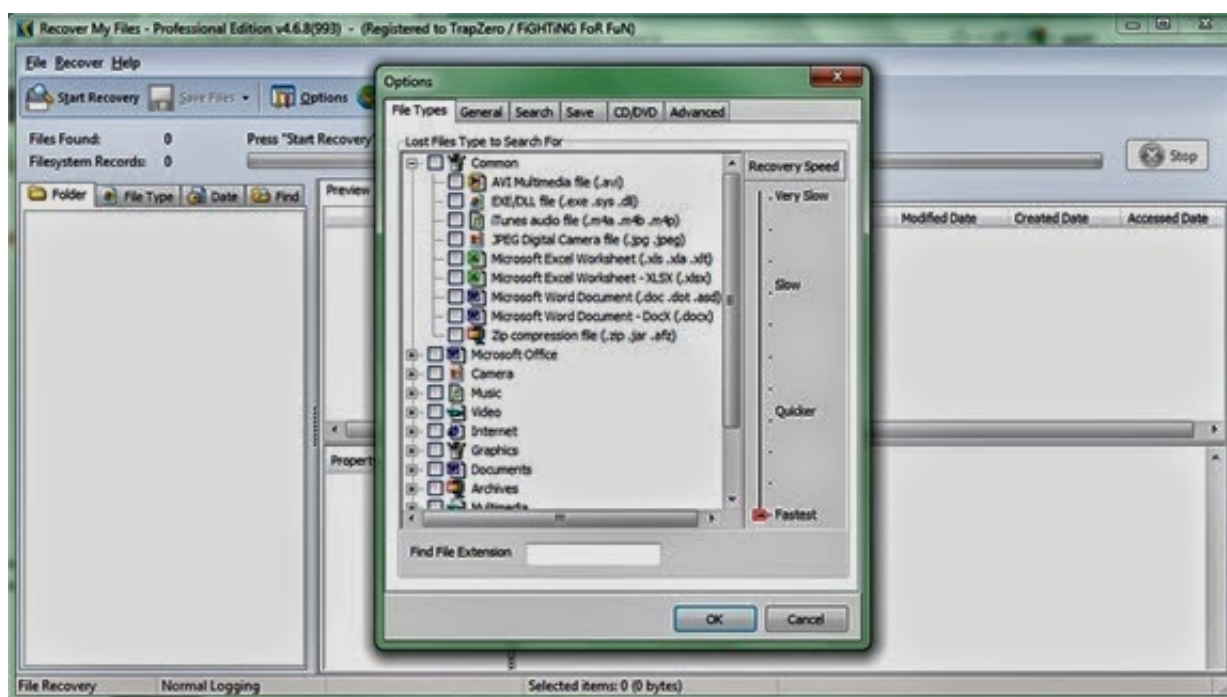 Recover My Files - Professional Edition v4.6.8(993) - (Registered to TrapZero / FiGHTiNG FoR FuN)
File Recover Help
Start Recovery Save Files Options
Files Found: 0 Press "Start Recovery"
Filesystem Records: 0
Stop
Folder File Type Date Find
Preview
Modified Date Created Date Accessed Date
Propert
Options
File Types General Search Save CD/DVD Advanced
Lost Files Type to Search For
Common
AVI Multimedia file (.avi)
EXE/DLL file (.exe .sys .dll)
iTunes audio file (.m4a .m4b .m4p)
JPEG Digital Camera file (.jpg .jpeg)
Microsoft Excel Worksheet (.xls .xla .xlt)
Microsoft Excel Worksheet - XLSX (.xlsx)
Microsoft Word Document (.doc .dot .asd)
Microsoft Word Document - DocX (.docx)
Zip compression file (.zip .jar .afz)
Microsoft Office
Camera
Music
Video
Internet
Graphics
Documents
Archives
Multimedia
Recovery Speed
Very Slow
Slow
Quicker
Fastest
Find File Extension
OK Cancel
File Recovery Normal Logging Selected items: 0 (0 bytes)